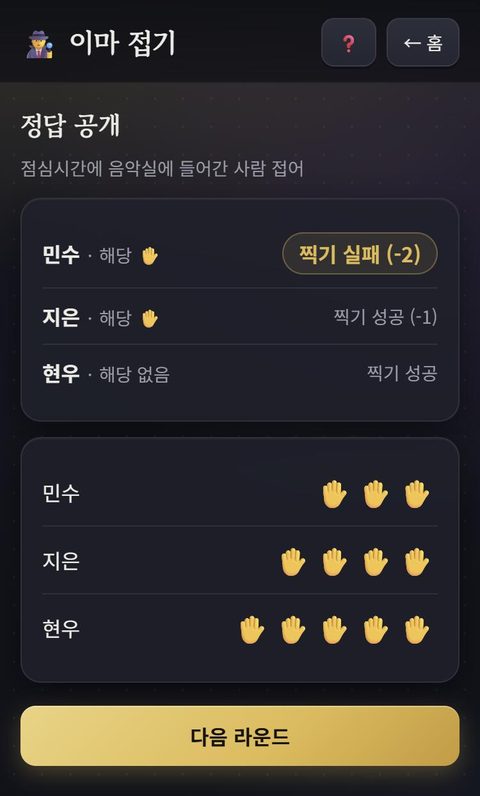 이마 접기
❓
← 홈
정답 공개
점심시간에 음악실에 들어간 사람 접어
민수 · 해당 ✋ 찍기 실패 (-2)
지은 · 해당 ✋ 찍기 성공 (-1)
현우 · 해당 없음 찍기 성공
민수 ✋ ✋ ✋
지은 ✋ ✋ ✋ ✋
현우 ✋ ✋ ✋ ✋ ✋
다음 라운드